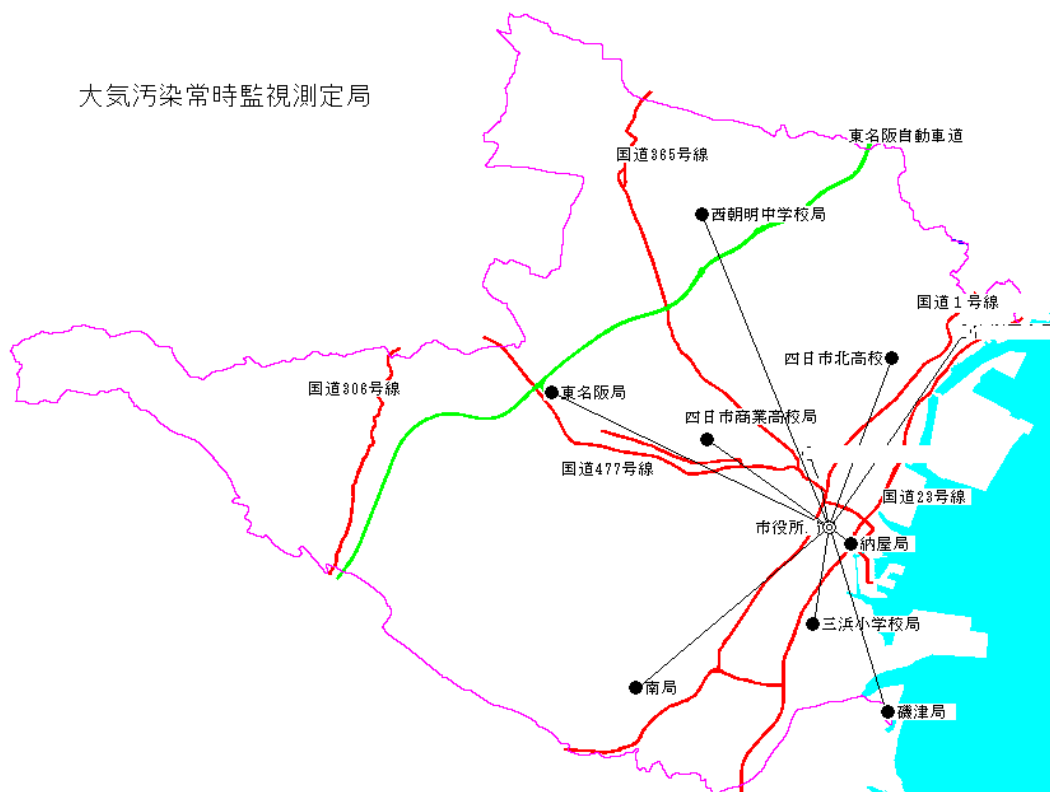 大気汚染常時監視測定局
東名阪自動車道
国道365号線
西朝明中学校局
国道１号線
四日市北高校
国道306号線
東名阪局
四日市商業高校局
国道477号線
国道23号線
市役所
納屋局
三浜小学校局
南局
磯津局